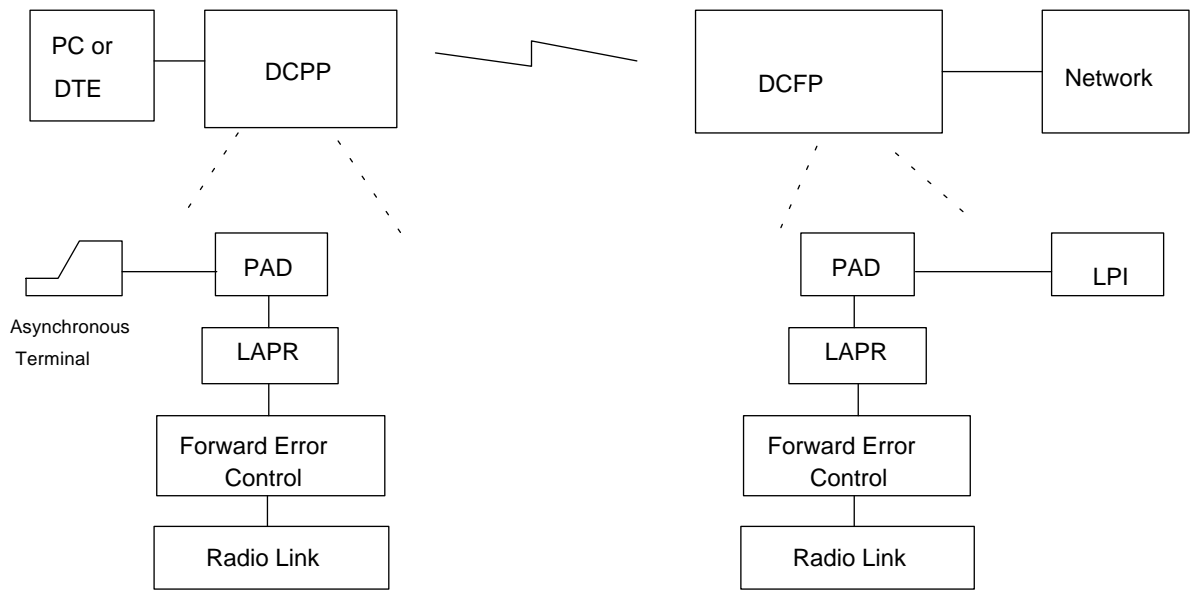 PC or
DTE
DCPP
DCFP
Network
PAD
Asynchronous
Terminal
LAPR
Forward Error
Control
Radio Link
PAD
LPI
LAPR
Forward Error
Control
Radio Link